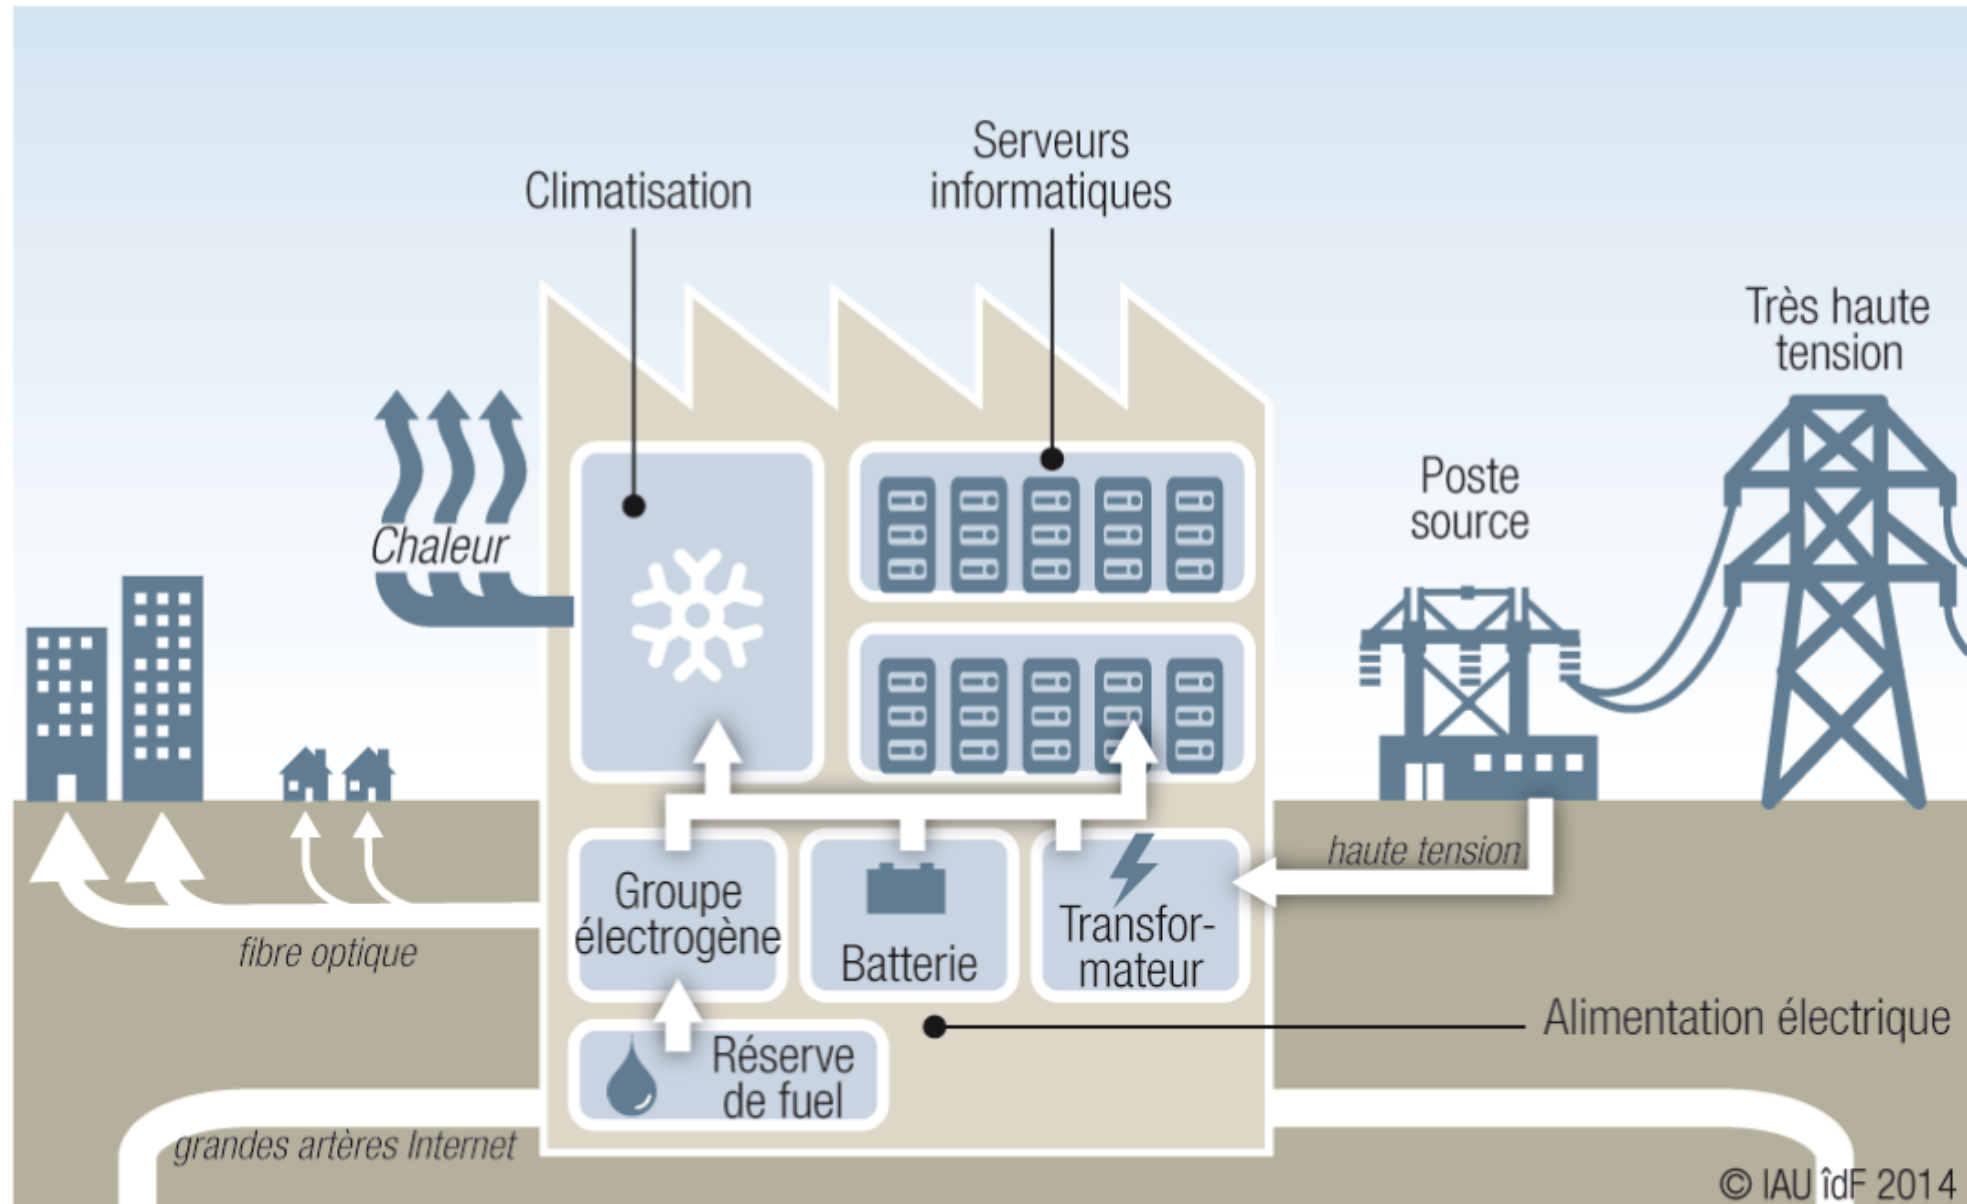 Serveurs
informatiques
Climatisation
Très haute
tension
Poste
source
Chaleur
haute tension
Groupe
électrogène
Batterie
Transfor-
mateur
fibre optique
Alimentation électrique
Réserve
de fuel
grandes artères Internet
© IAU îdF 2014